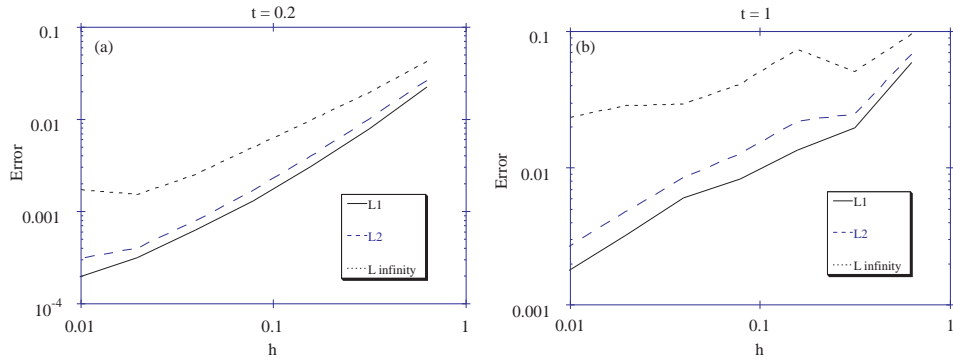 t = 0.2
(a)
0.1
0.01
0.001
10-4
Error
L1
L2
L infinity
0.01
0.1
1
h
t = 1
(b)
0.1
0.01
0.001
Error
L1
L2
L infinity
0.01
0.1
1
h